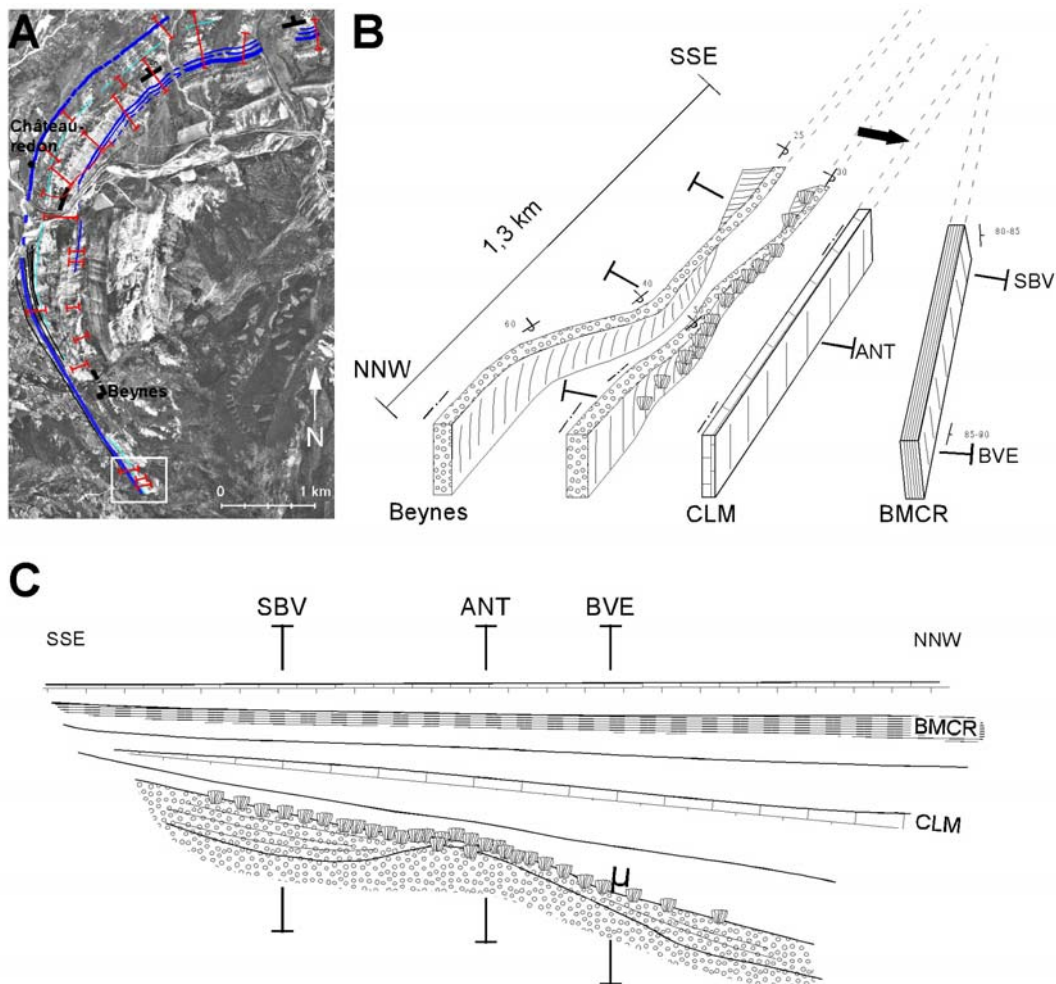 A
Château-
redon
Beynes
N
0 1 km
B
SSE
1,3 km
NNW
25
30
40
60
80-85
SBV
ANT
85-90
BVE
Beynes
CLM
BMCR
C
SBV ANT BVE
SSE NNW
BMCR
CLM
µ